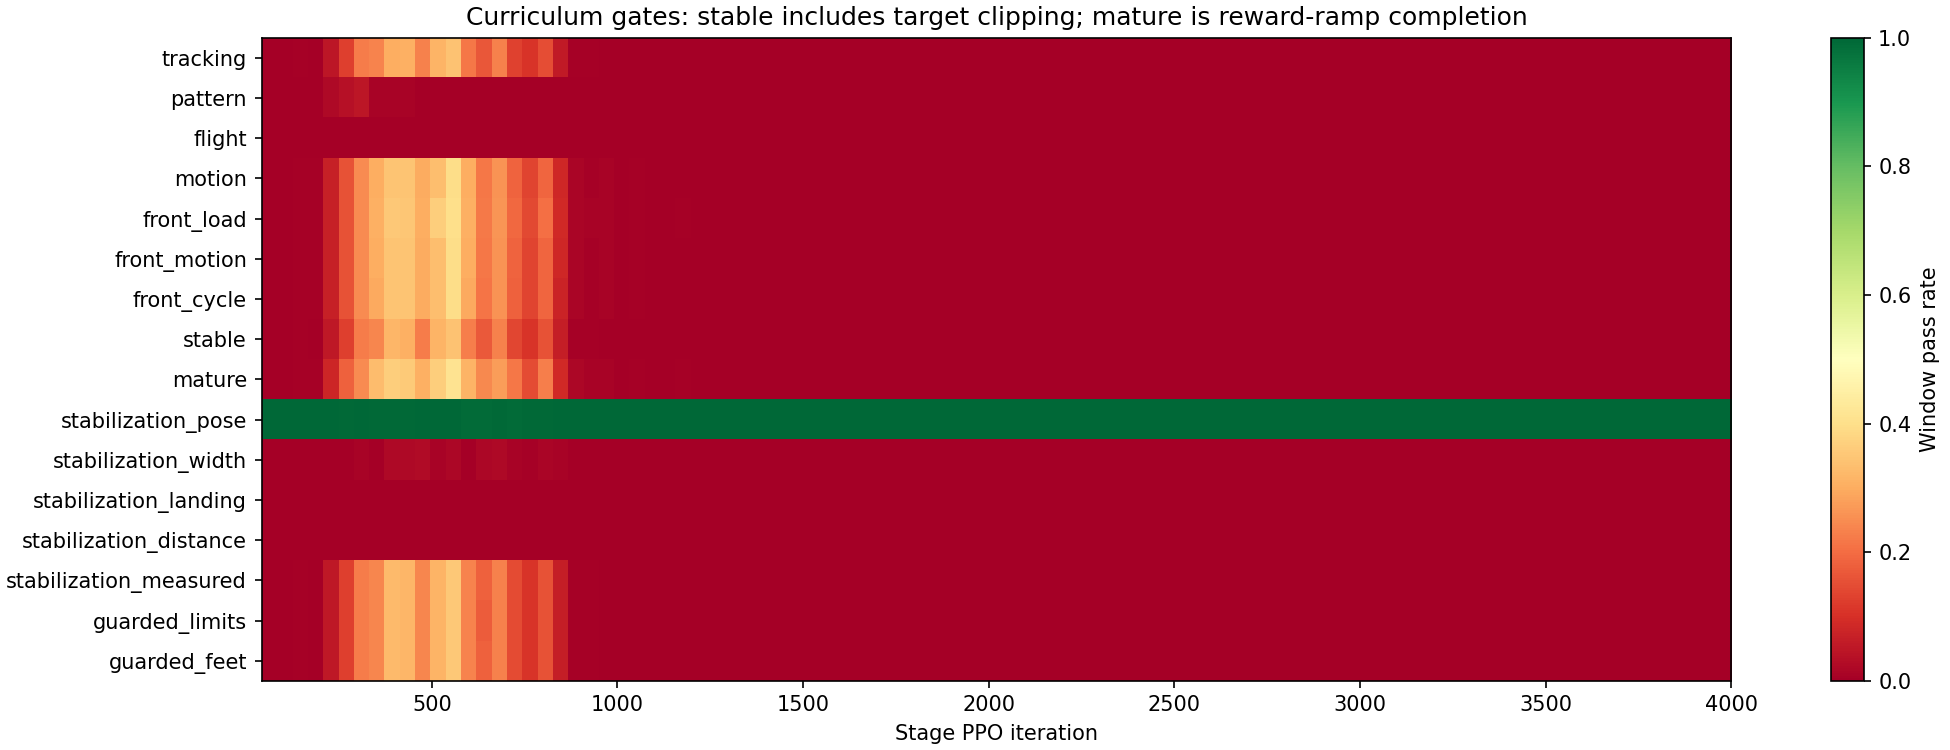 Curriculum gates: stable includes target clipping; mature is reward-ramp completion
tracking
pattern
flight
motion
front_load
front_motion
front_cycle
stable
mature
stabilization_pose
stabilization_width
stabilization_landing
stabilization_distance
stabilization_measured
guarded_limits
guarded_feet
500 1000 1500 2000 2500 3000 3500 4000
Stage PPO iteration
1.0
0.8
0.6
0.4
0.2
0.0
Window pass rate